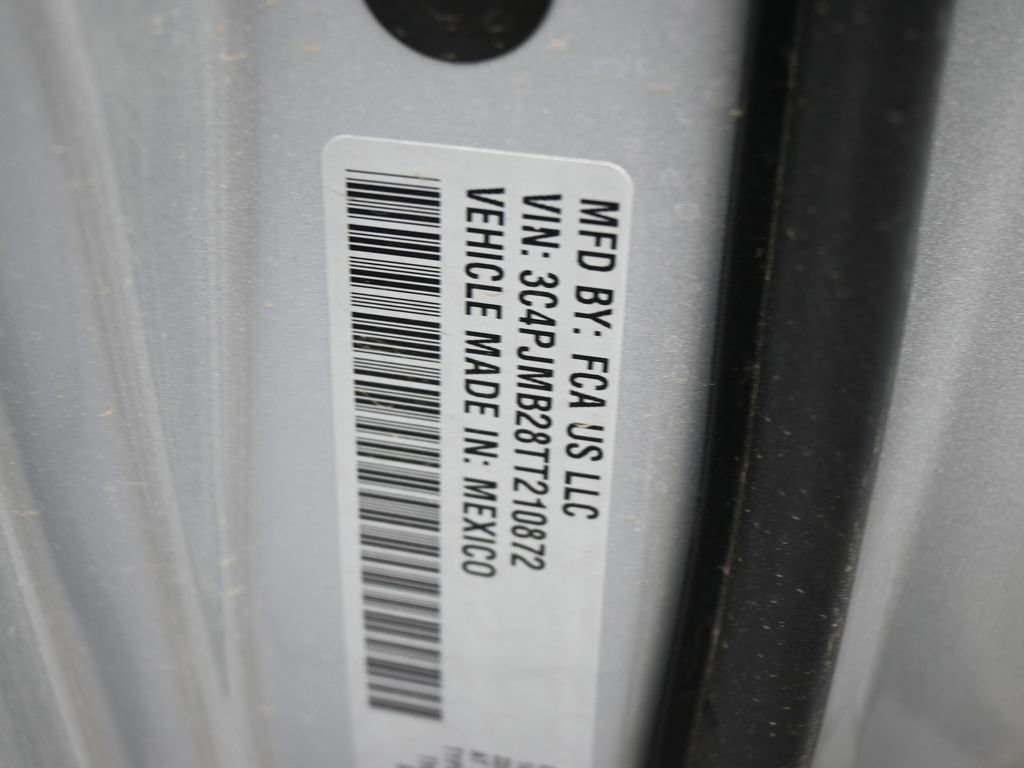 MFD BY: FCA US LLC
VIN: 3C4PJMB28TT210872
VEHICLE MADE IN: MEXICO